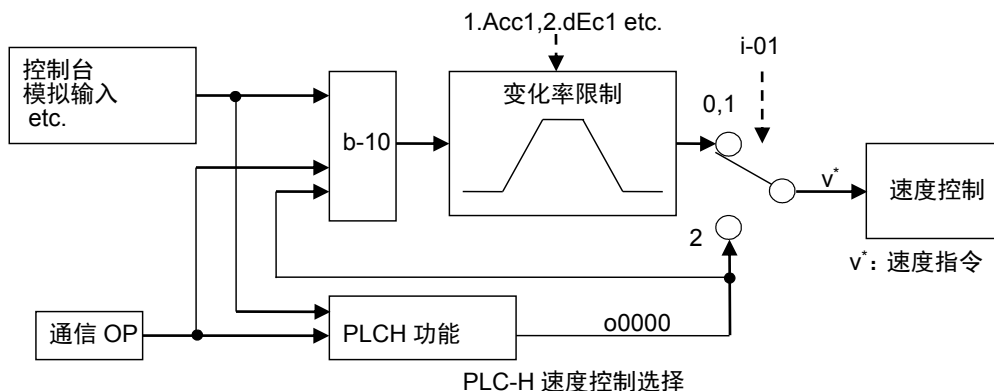 1.Acc1,2.dEc1 etc.
i-01
控制台
模拟输入
etc.
变化率限制
0,1
b-10
v*
速度控制
2
v*：速度指令
通信 OP
PLCH 功能
o0000
PLC-H 速度控制选择